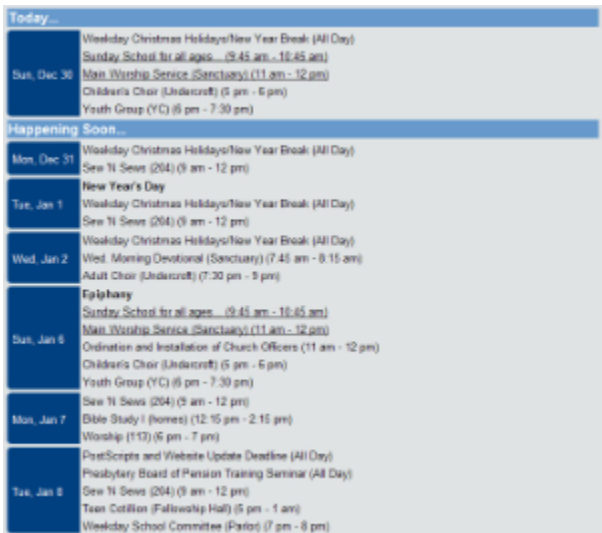 Today...
Sun, Dec 30
Weekday Christmas Holidays/New Year Break (All Day)
Sunday School for all ages... (9:45 am - 10:45 am)
Main Worship Service (Sanctuary) (11 am - 12 pm)
Children's Choir (Undercroft) (5 pm - 6 pm)
Youth Group (YC) (6 pm - 7:30 pm)
Happening Soon...
Mon, Dec 31
Weekday Christmas Holidays/New Year Break (All Day)
Sew 'N Sews (204) (9 am - 12 pm)
Tue, Jan 1
New Year's Day
Weekday Christmas Holidays/New Year Break (All Day)
Sew 'N Sews (204) (9 am - 12 pm)
Wed, Jan 2
Weekday Christmas Holidays/New Year Break (All Day)
Wed. Morning Devotional (Sanctuary) (7:45 am - 8:15 am)
Adult Choir (Undercroft) (7:30 pm - 9 pm)
Sun, Jan 6
Epiphany
Sunday School for all ages... (9:45 am - 10:45 am)
Main Worship Service (Sanctuary) (11 am - 12 pm)
Ordination and Installation of Church Officers (11 am - 12 pm)
Children's Choir (Undercroft) (5 pm - 6 pm)
Youth Group (YC) (6 pm - 7:30 pm)
Mon, Jan 7
Sew 'N Sews (204) (9 am - 12 pm)
Bible Study I (homes) (12:15 pm - 2:15 pm)
Worship (113) (6 pm - 7 pm)
Tue, Jan 8
PostScripts and Website Update Deadline (All Day)
Presbytery Board of Pension Training Seminar (All Day)
Sew 'N Sews (204) (9 am - 12 pm)
Teen Cotillion (Fellowship Hall) (5 pm - 1 am)
Weekday School Committee (Parlor) (7 pm - 8 pm)